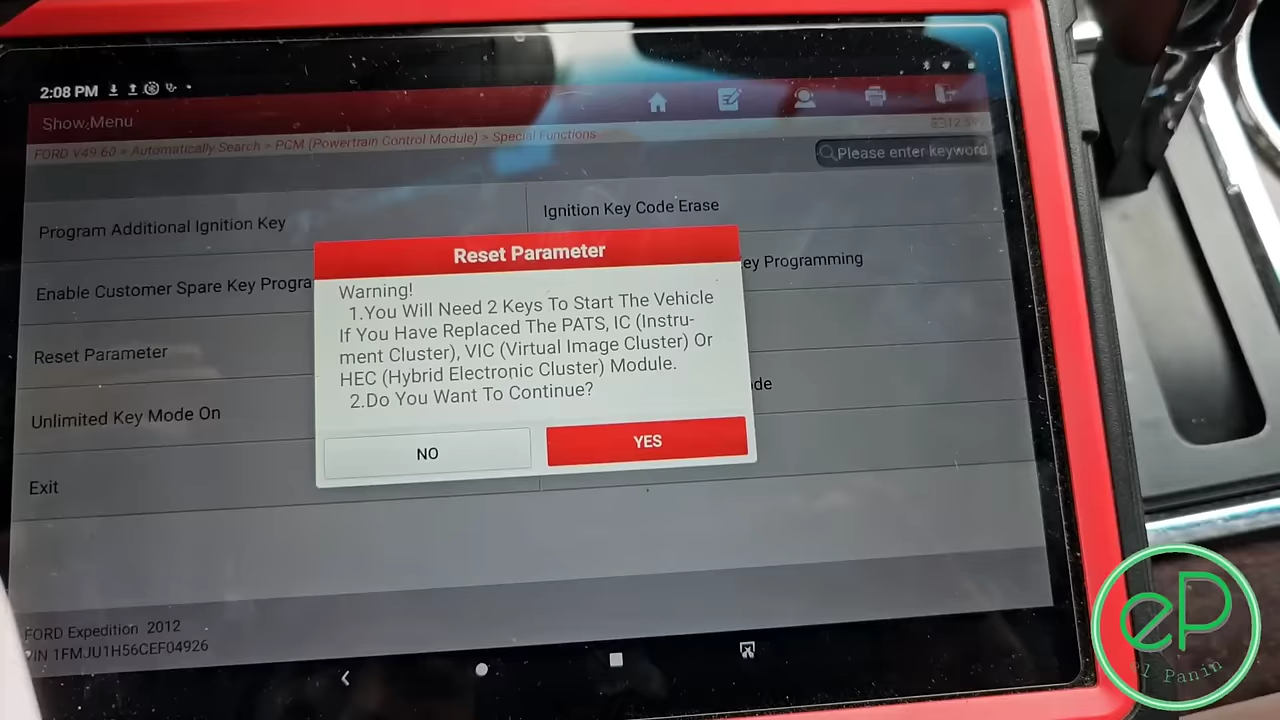 2:08 PM
Show Menu
FORD V49.60 > Automatically Search > PCM (Powertrain Control Module) > Special Functions
Please enter keyword
Program Additional Ignition Key
Ignition Key Code Erase
Enable Customer Spare Key Progra
ey Programming
Reset Parameter
Unlimited Key Mode On
de
Exit
Reset Parameter
Warning!
1.You Will Need 2 Keys To Start The Vehicle
If You Have Replaced The PATS, IC (Instru-
ment Cluster), VIC (Virtual Image Cluster) Or
HEC (Hybrid Electronic Cluster) Module.
2.Do You Want To Continue?
NO
YES
FORD Expedition 2012
VIN 1FMJU1H56CEF04926
eP
el Panin